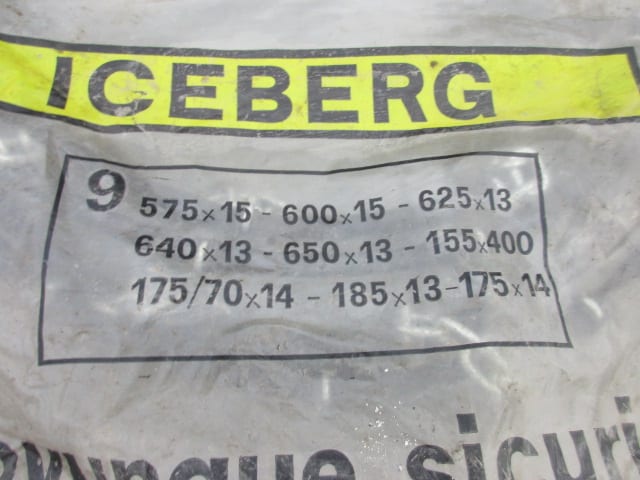 ICEBERG
9 575x15 - 600x15 - 625x13
640x13 - 650x13 - 155x400
175/70x14 - 185x13 - 175x14